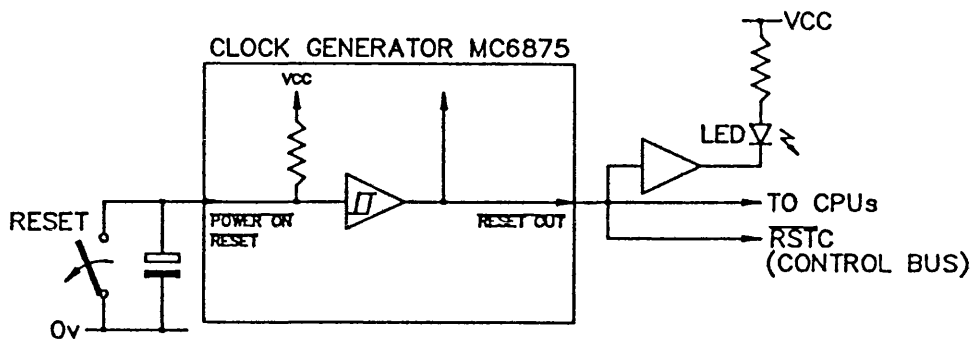 VCC
CLOCK GENERATOR MC6875
VCC
LED
RESET
POWER ON
RESET
RESET OUT
TO CPUs
RSTC
(CONTROL BUS)
0v